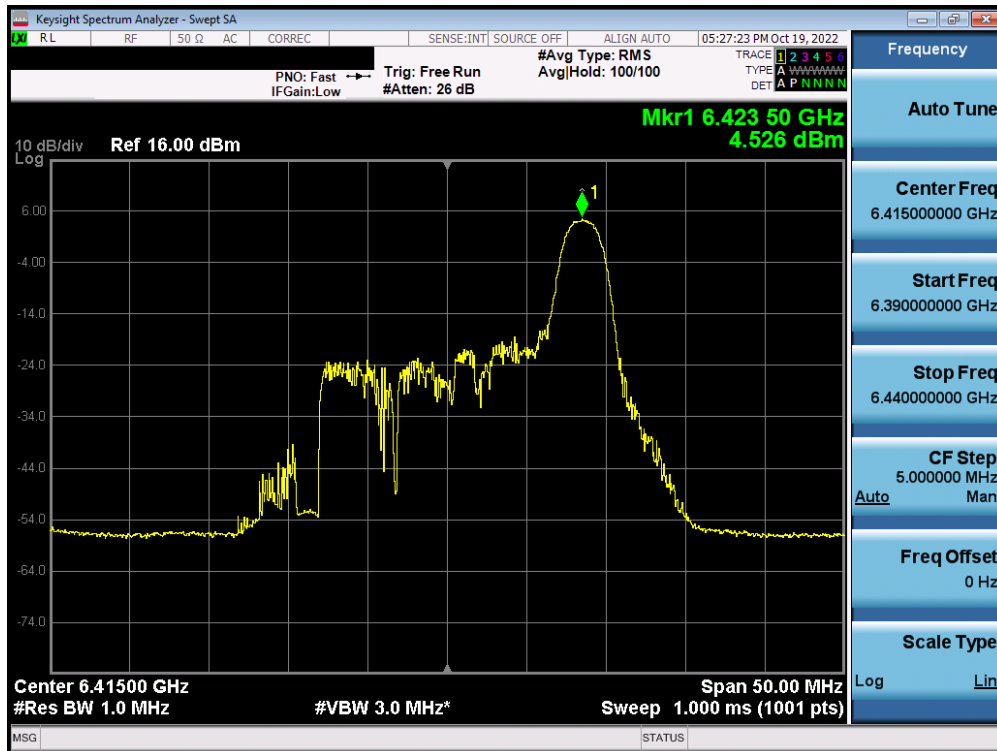 Keysight Spectrum Analyzer - Swept SA
LXI RL RF 50 Ω AC CORREC SENSE:INT SOURCE OFF ALIGN AUTO 05:27:23 PM Oct 19, 2022
PNO: Fast
IFGain:Low
Trig: Free Run
#Atten: 26 dB
#Avg Type: RMS
Avg|Hold: 100/100
TRACE 1 2 3 4 5 6
TYPE A WWWWW
DET A P N N N N
Mkr1 6.423 50 GHz
4.526 dBm
10 dB/div Ref 16.00 dBm
Log
1
6.00
-4.00
-14.0
-24.0
-34.0
-44.0
-54.0
-64.0
-74.0
Center 6.41500 GHz
Span 50.00 MHz
#Res BW 1.0 MHz
#VBW 3.0 MHz*
Sweep 1.000 ms (1001 pts)
MSG
STATUS
Frequency
Auto Tune
Center Freq
6.415000000 GHz
Start Freq
6.390000000 GHz
Stop Freq
6.440000000 GHz
CF Step
5.000000 MHz
Auto Man
Freq Offset
0 Hz
Scale Type
Log Lin